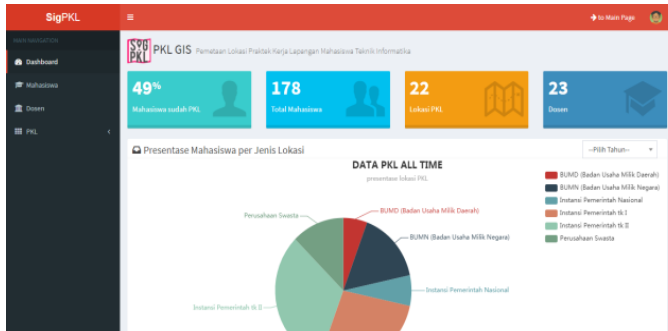 SigPKL
to Main Page
MAIN NAVIGATION
Dashboard
Mahasiswa
Dosen
PKL
SYG PKL
PKL GIS Pemetaan Lokasi Praktek Kerja Lapangan Mahasiswa Teknik Informatika
49%
Mahasiswa sudah PKL
178
Total Mahasiswa
22
Lokasi PKL
23
Dosen
Presentase Mahasiswa per Jenis Lokasi
--Pilih Tahun--
DATA PKL ALL TIME
presentase lokasi PKL
BUMD (Badan Usaha Milik Daerah)
BUMN (Badan Usaha Milik Negara)
Instansi Pemerintah Nasional
Instansi Pemerintah tk I
Instansi Pemerintah tk II
Perusahaan Swasta
Perusahaan Swasta
BUMD (Badan Usaha Milik Daerah)
BUMN (Badan Usaha Milik Negara)
Instansi Pemerintah Nasional
Instansi Pemerintah tk II